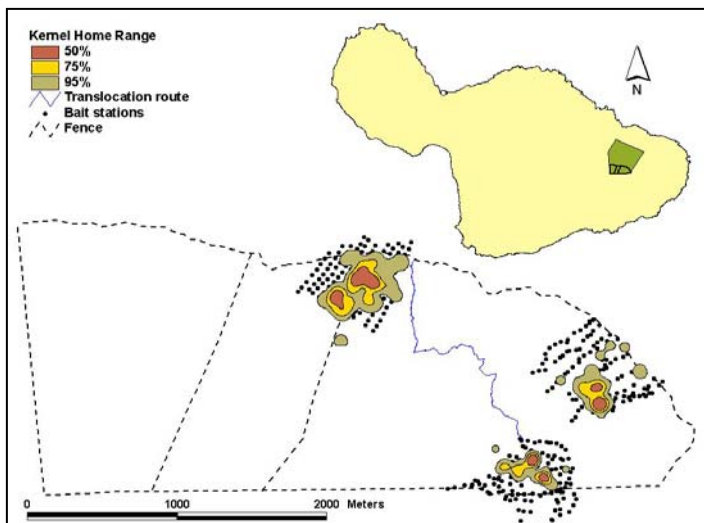 Kernel Home Range
50%
75%
95%
Translocation route
Bait stations
Fence
N
0 1000 2000 Meters